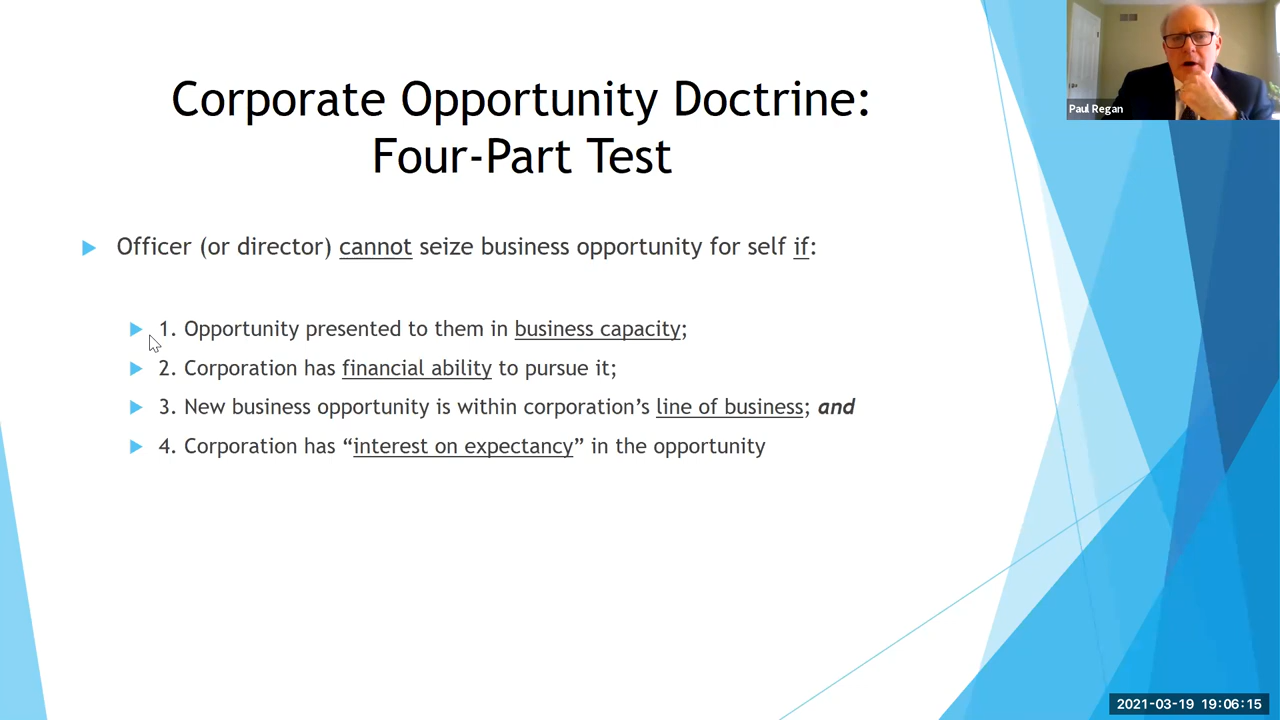 Corporate Opportunity Doctrine:
Four-Part Test
Officer (or director) cannot seize business opportunity for self if:
1. Opportunity presented to them in business capacity;
2. Corporation has financial ability to pursue it;
3. New business opportunity is within corporation’s line of business; and
4. Corporation has “interest on expectancy” in the opportunity
Paul Regan
2021-03-19 19:06:15